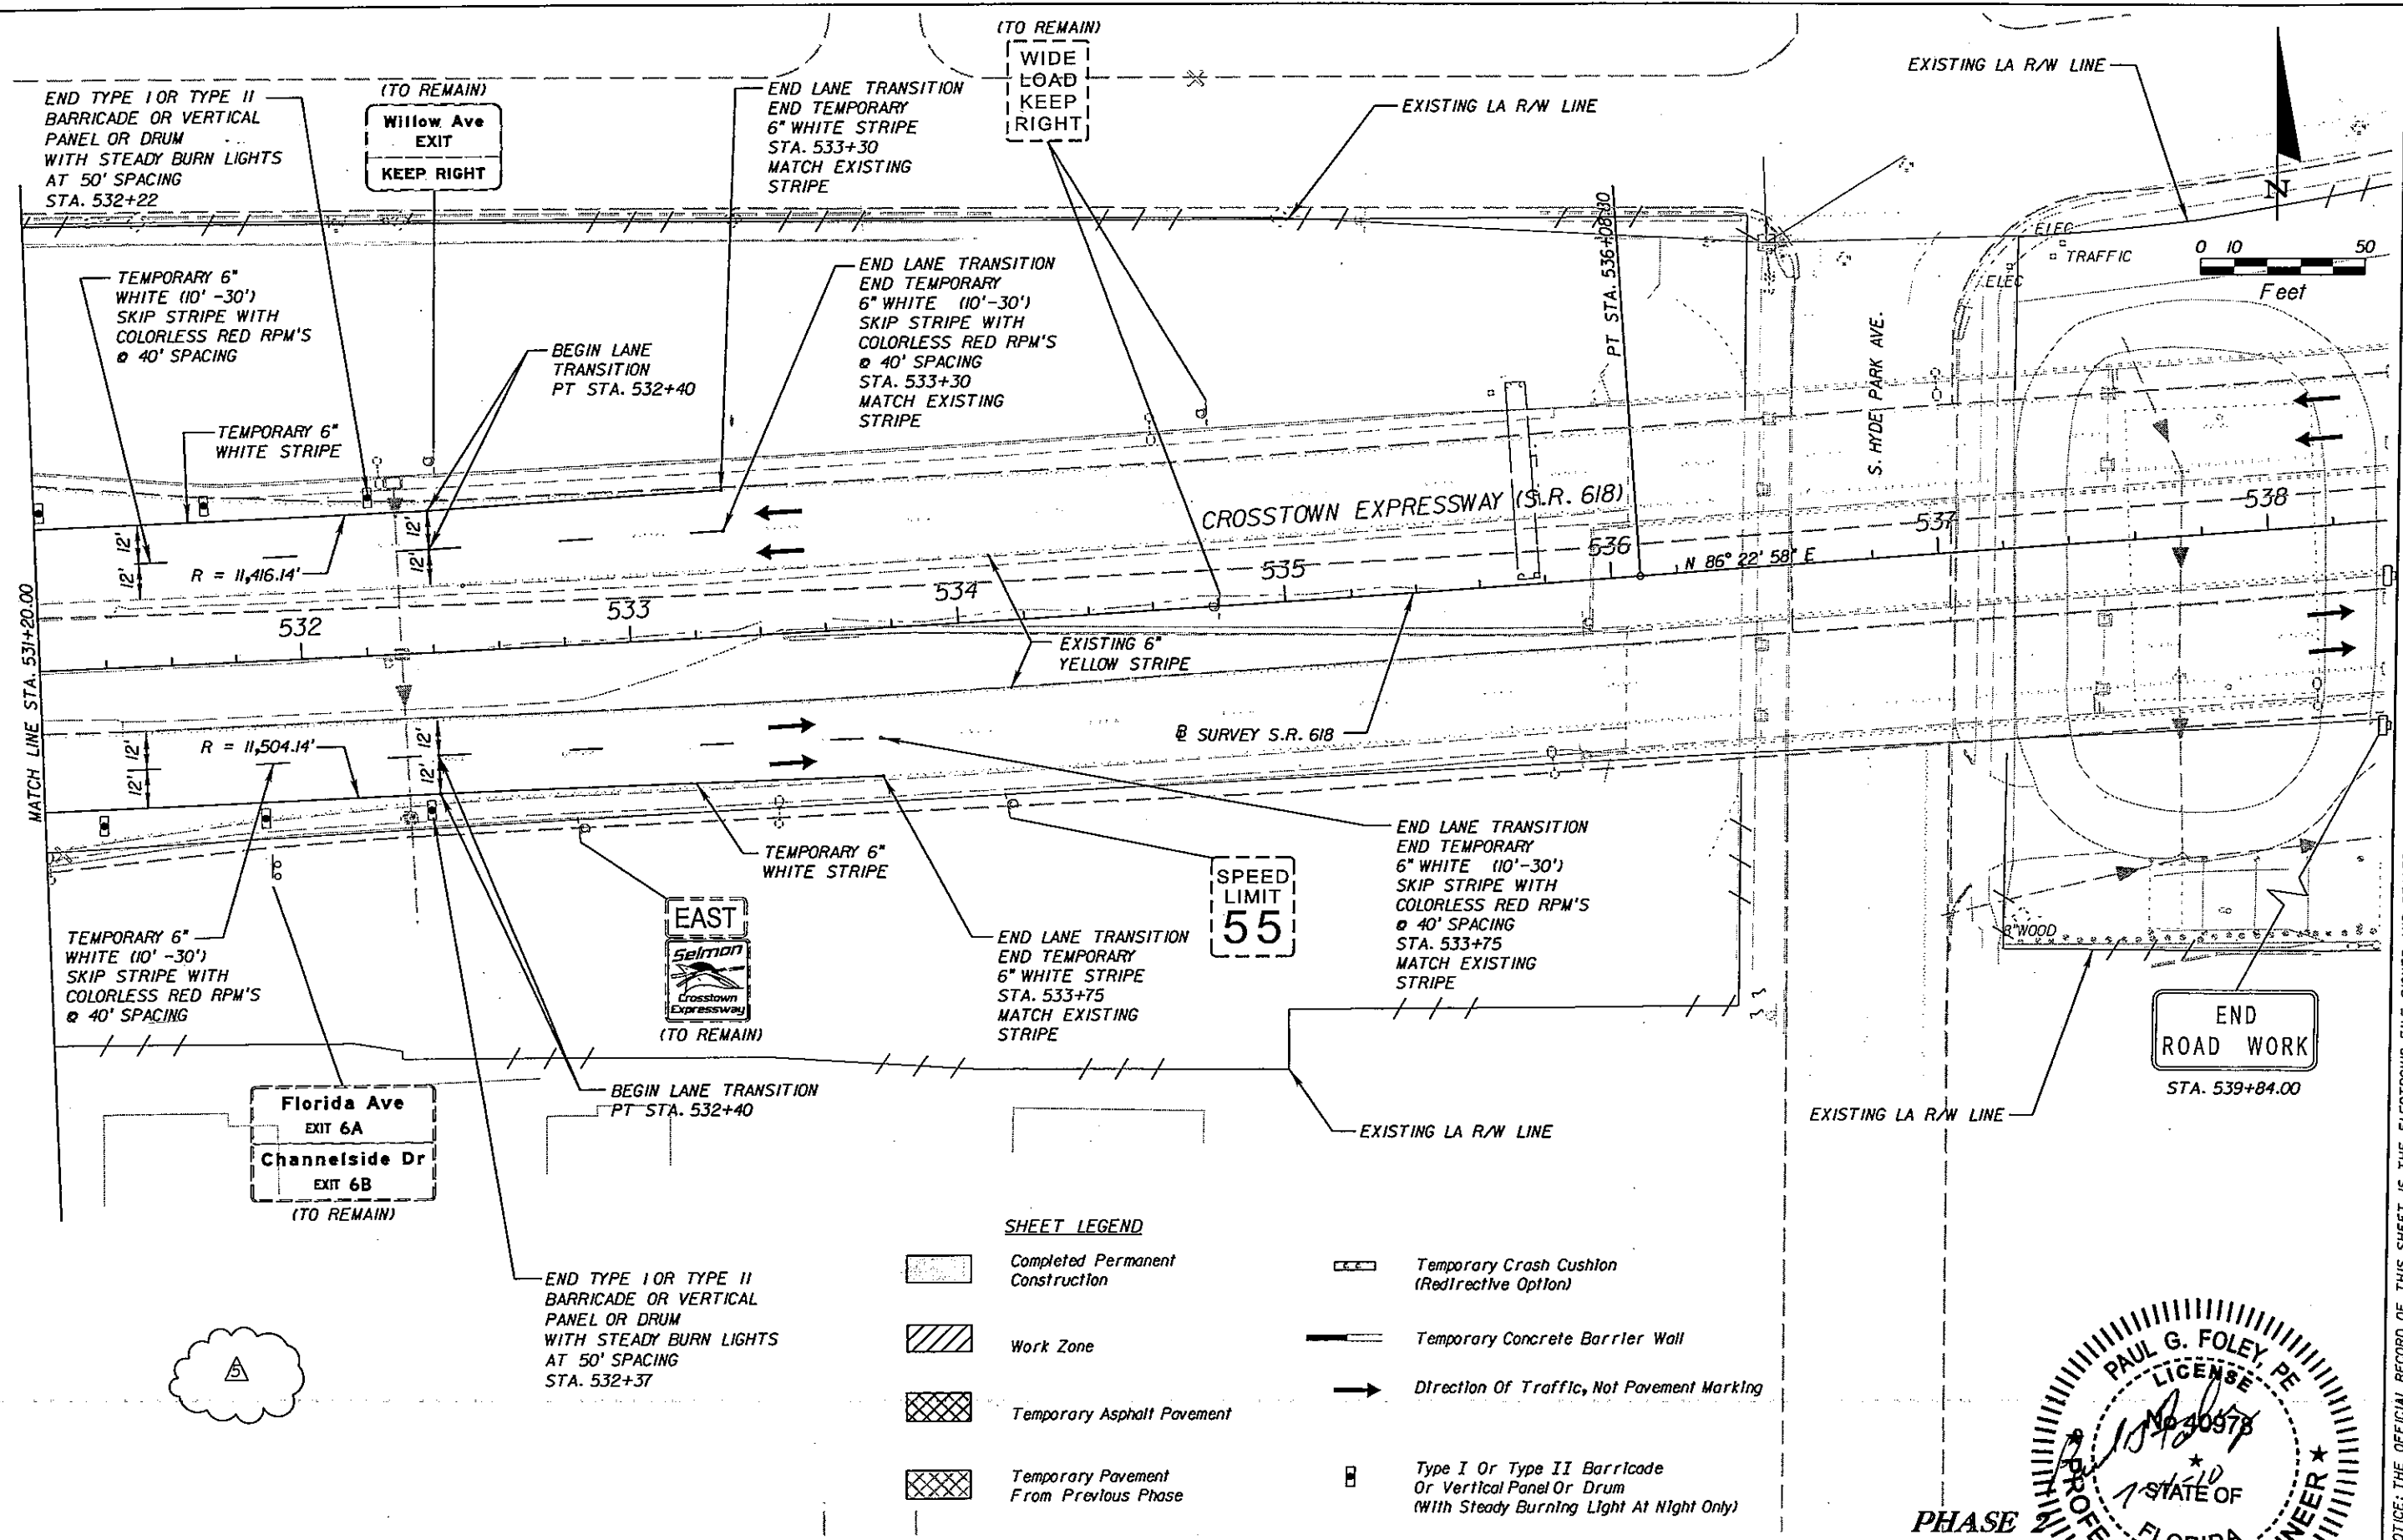 (TO REMAIN)
WIDE
LOAD
KEEP
RIGHT
EXISTING LA R/W LINE
END TYPE I OR TYPE II
BARRICADE OR VERTICAL
PANEL OR DRUM
WITH STEADY BURN LIGHTS
AT 50' SPACING
STA. 532+22
(TO REMAIN)
Willow Ave
EXIT
KEEP RIGHT
END LANE TRANSITION
END TEMPORARY
6" WHITE STRIPE
STA. 533+30
MATCH EXISTING
STRIPE
EXISTING LA R/W LINE
N
0 10 50
Feet
ELEC
TRAFFIC
ELEC
PT STA. 536+08.80
S. HYDE PARK AVE.
TEMPORARY 6"
WHITE (10' -30')
SKIP STRIPE WITH
COLORLESS RED RPM'S
@ 40' SPACING
BEGIN LANE
TRANSITION
PT STA. 532+40
END LANE TRANSITION
END TEMPORARY
6" WHITE (10'-30')
SKIP STRIPE WITH
COLORLESS RED RPM'S
@ 40' SPACING
STA. 533+30
MATCH EXISTING
STRIPE
TEMPORARY 6"
WHITE STRIPE
12'
12'
12'
12'
R = 11,416.14'
CROSSTOWN EXPRESSWAY (S.R. 618)
532
533
534
535
536
537
538
N 86° 22' 58" E
MATCH LINE STA. 531+20.00
EXISTING 6"
YELLOW STRIPE
℄ SURVEY S.R. 618
R = 11,504.14'
12'
12'
12'
12'
TEMPORARY 6"
WHITE STRIPE
SPEED
LIMIT
55
END LANE TRANSITION
END TEMPORARY
6" WHITE (10'-30')
SKIP STRIPE WITH
COLORLESS RED RPM'S
@ 40' SPACING
STA. 533+75
MATCH EXISTING
STRIPE
TEMPORARY 6"
WHITE (10' -30')
SKIP STRIPE WITH
COLORLESS RED RPM'S
@ 40' SPACING
EAST
Selmon
Crosstown
Expressway
(TO REMAIN)
END LANE TRANSITION
END TEMPORARY
6" WHITE STRIPE
STA. 533+75
MATCH EXISTING
STRIPE
WOOD
END
ROAD WORK
STA. 539+84.00
BEGIN LANE TRANSITION
PT STA. 532+40
Florida Ave
EXIT 6A
Channelside Dr
EXIT 6B
(TO REMAIN)
EXISTING LA R/W LINE
EXISTING LA R/W LINE
END TYPE I OR TYPE II
BARRICADE OR VERTICAL
PANEL OR DRUM
WITH STEADY BURN LIGHTS
AT 50' SPACING
STA. 532+37
5
SHEET LEGEND
Completed Permanent
Construction
Work Zone
Temporary Asphalt Pavement
Temporary Pavement
From Previous Phase
Temporary Crash Cushion
(Redirective Option)
Temporary Concrete Barrier Wall
Direction Of Traffic, Not Pavement Marking
Type I Or Type II Barricade
Or Vertical Panel Or Drum
(With Steady Burning Light At Night Only)
PAUL G. FOLEY, PE
LICENSE
No 40978
STATE OF
FLORIDA
PHASE 2